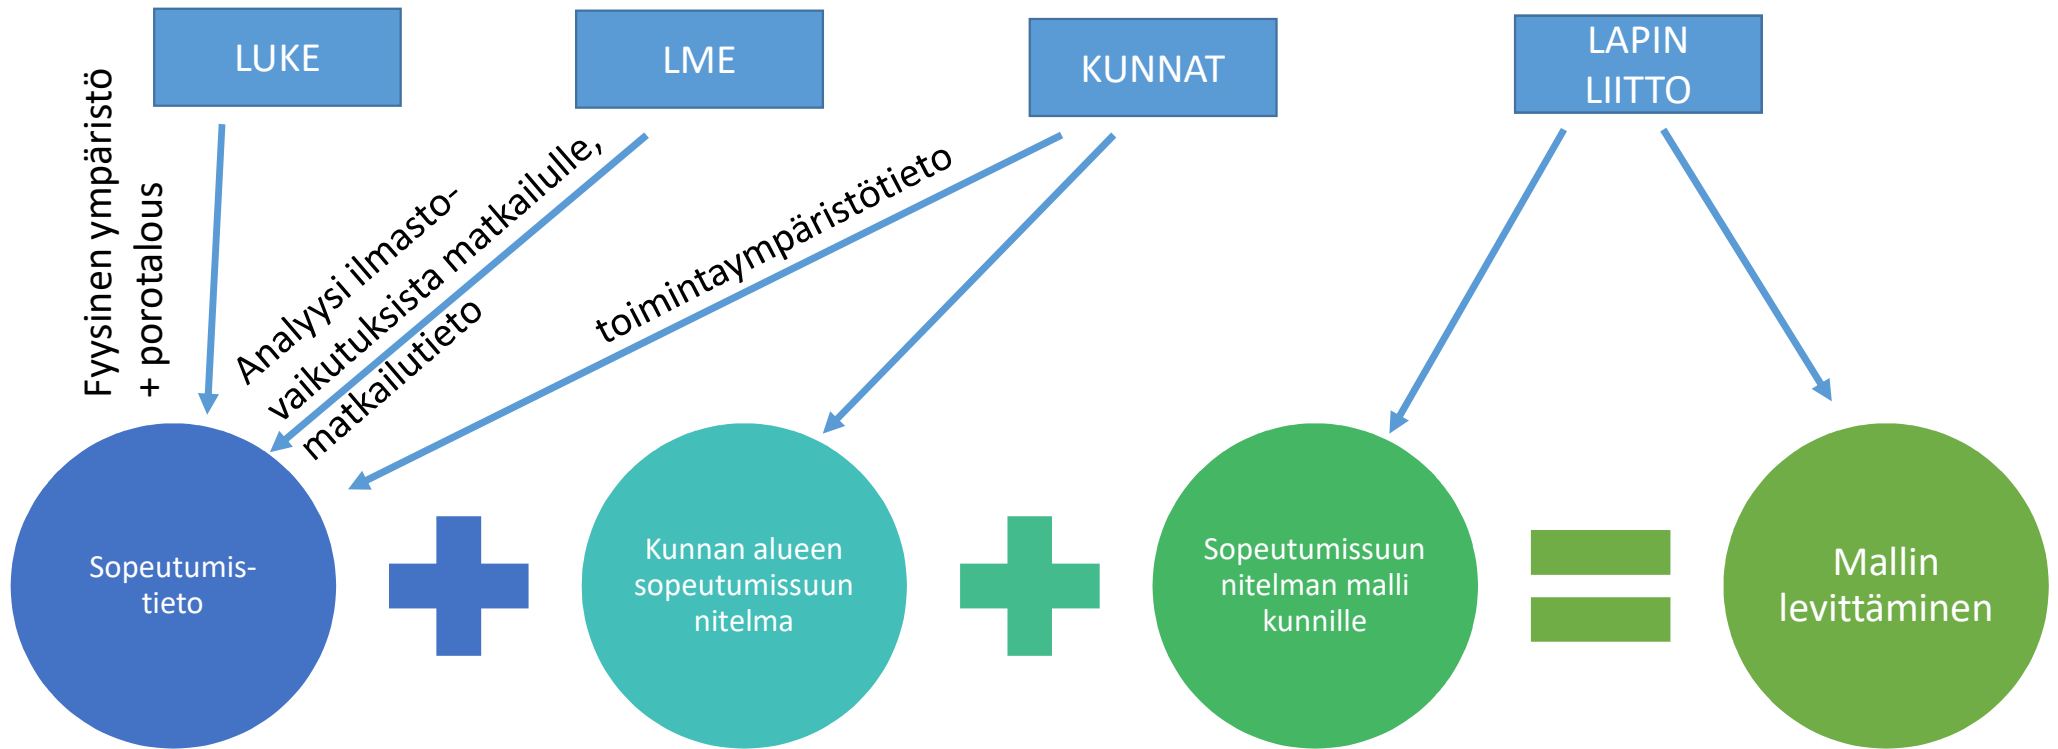 LUKE
LME
KUNNAT
LAPIN
LIITTO
Fyysinen ympäristö
+ porotalous
Analyysi ilmasto-
vaikutuksista matkailulle,
matkailutieto
toimintaympäristötieto
Sopeutumis-
tieto
Kunnan alueen
sopeutumissuun
nitelma
Sopeutumissuun
nitelman malli
kunnille
Mallin
levittäminen